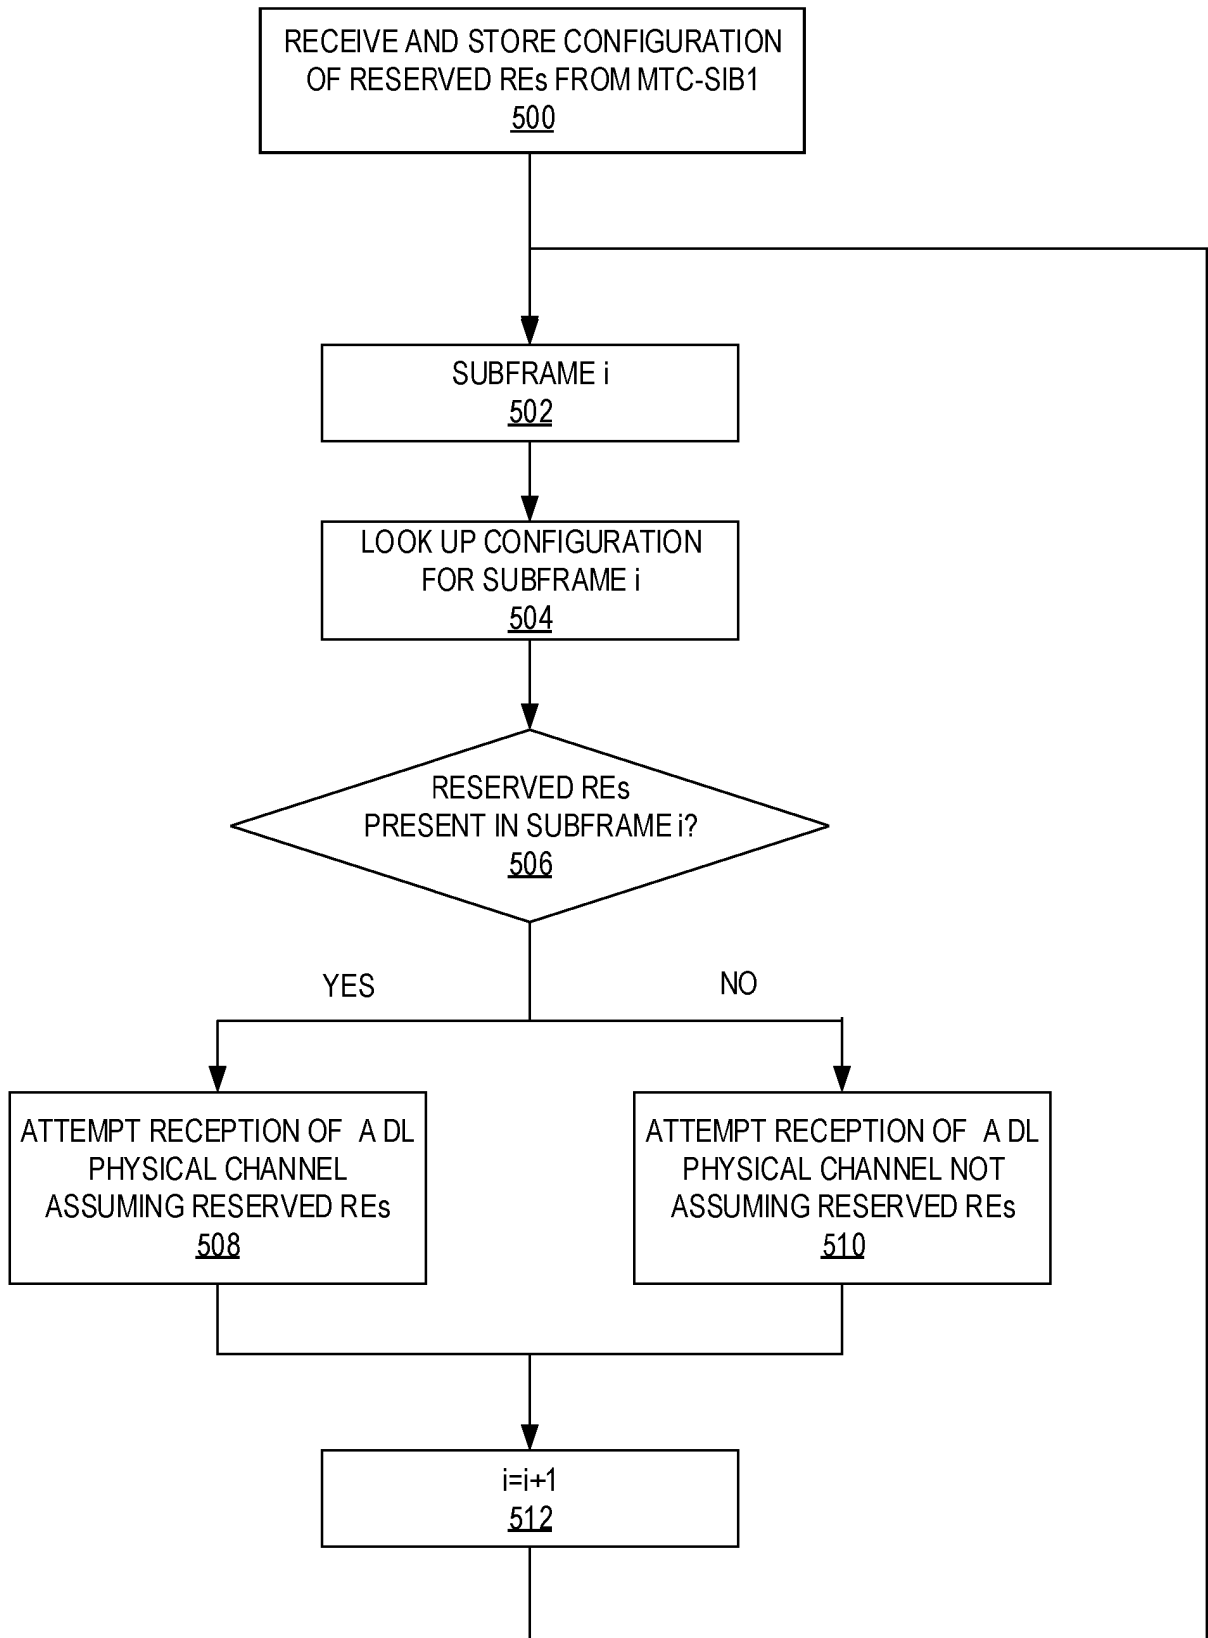 RECEIVE AND STORE CONFIGURATION
OF RESERVED REs FROM MTC-SIB1
500
SUBFRAME i
502
LOOK UP CONFIGURATION
FOR SUBFRAME i
504
RESERVED REs
PRESENT IN SUBFRAME i?
506
YES
NO
ATTEMPT RECEPTION OF A DL
PHYSICAL CHANNEL
ASSUMING RESERVED REs
508
ATTEMPT RECEPTION OF A DL
PHYSICAL CHANNEL NOT
ASSUMING RESERVED REs
510
i=i+1
512